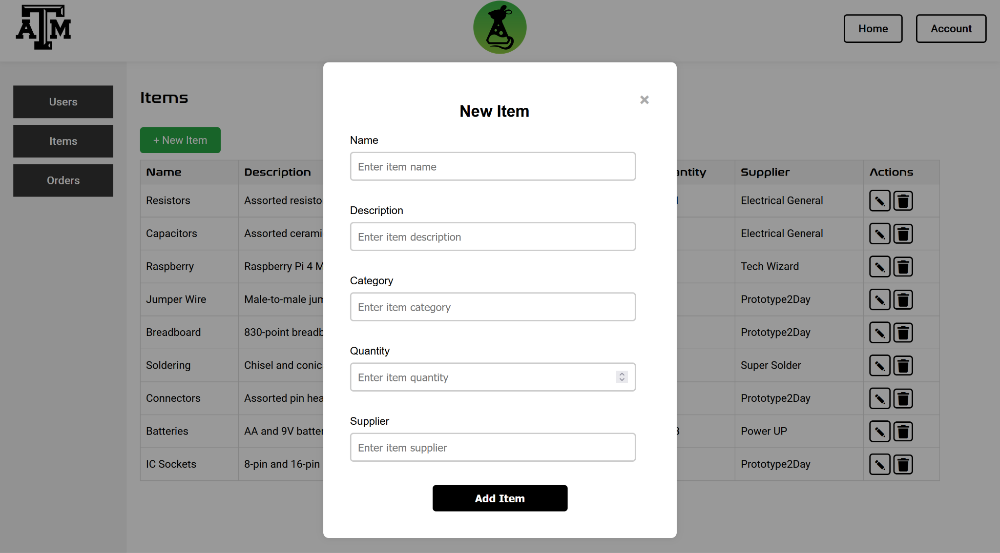 ATM
Home
Account
Users
Items
Orders
Items
+ New Item
Name Description antity Supplier Actions
Resistors Assorted resistor Electrical General
Capacitors Assorted cerami Electrical General
Raspberry Raspberry Pi 4 M Tech Wizard
Jumper Wire Male-to-male jum Prototype2Day
Breadboard 830-point breadb Prototype2Day
Soldering Chisel and conica Super Solder
Connectors Assorted pin hea Prototype2Day
Batteries AA and 9V batter 3 Power UP
IC Sockets 8-pin and 16-pin Prototype2Day
New Item
×
Name
Enter item name
Description
Enter item description
Category
Enter item category
Quantity
Enter item quantity
Supplier
Enter item supplier
Add Item